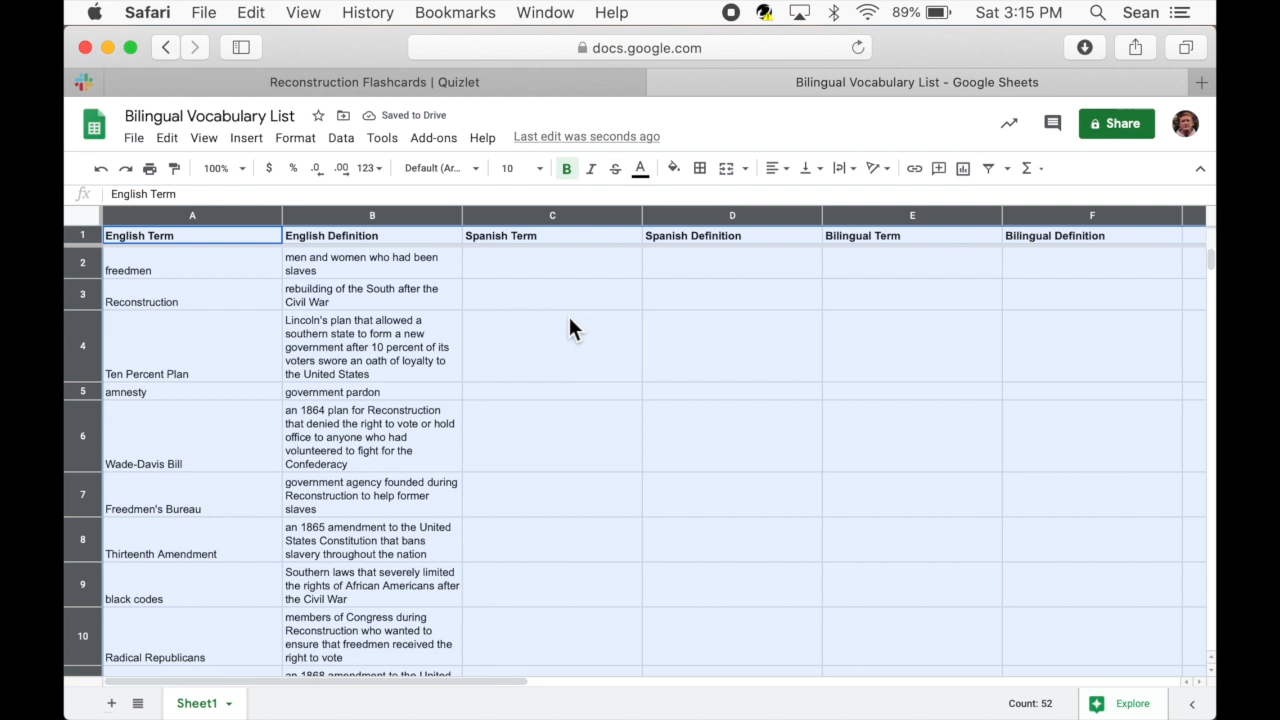 Safari File Edit View History Bookmarks Window Help 89% Sat 3:15 PM Sean
docs.google.com
Reconstruction Flashcards | Quizlet
Bilingual Vocabulary List - Google Sheets
Bilingual Vocabulary List Saved to Drive
File Edit View Insert Format Data Tools Add-ons Help Last edit was seconds ago
Share
100% $ % .0 .00 123 Default (Ar... 10 B I S A Σ
fx English Term
A B C D E F
1 English Term English Definition Spanish Term Spanish Definition Bilingual Term Bilingual Definition
2 freedmen
men and women who had been
slaves
3 Reconstruction
rebuilding of the South after the
Civil War
4 Ten Percent Plan
Lincoln's plan that allowed a
southern state to form a new
government after 10 percent of its
voters swore an oath of loyalty to
the United States
5 amnesty government pardon
6 Wade-Davis Bill
an 1864 plan for Reconstruction
that denied the right to vote or hold
office to anyone who had
volunteered to fight for the
Confederacy
7 Freedmen's Bureau
government agency founded during
Reconstruction to help former
slaves
8 Thirteenth Amendment
an 1865 amendment to the United
States Constitution that bans
slavery throughout the nation
9 black codes
Southern laws that severely limited
the rights of African Americans after
the Civil War
10 Radical Republicans
members of Congress during
Reconstruction who wanted to
ensure that freedmen received the
right to vote
an 1868 amendment to the United
Sheet1 Count: 52 Explore